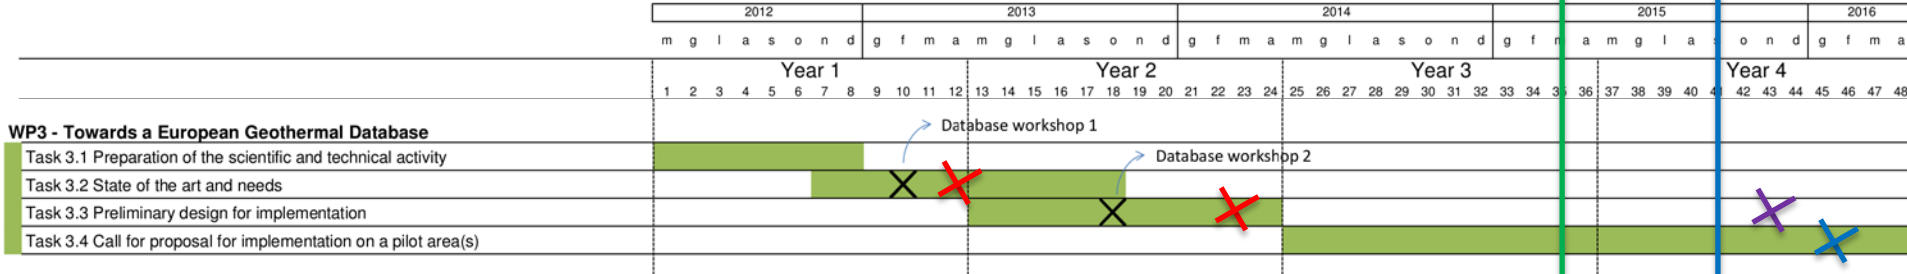 2012 2013 2014 2015 2016
m g l a s o n d g f m a m g l a s o n d g f m a m g l a s o n d g f m a m g l a s o n d g f m a
Year 1 Year 2 Year 3 Year 4
1 2 3 4 5 6 7 8 9 10 11 12 13 14 15 16 17 18 19 20 21 22 23 24 25 26 27 28 29 30 31 32 33 34 35 36 37 38 39 40 41 42 43 44 45 46 47 48
WP3 - Towards a European Geothermal Database
Database workshop 1
Task 3.1 Preparation of the scientific and technical activity
Database workshop 2
Task 3.2 State of the art and needs
Task 3.3 Preliminary design for implementation
Task 3.4 Call for proposal for implementation on a pilot area(s)